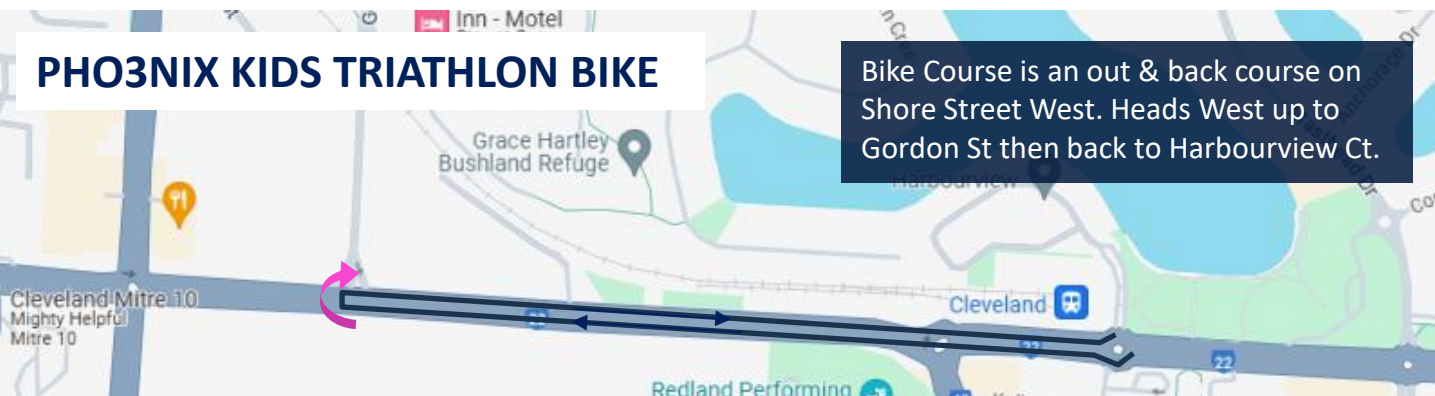 Inn - Motel
PHO3NIX KIDS TRIATHLON BIKE
Bike Course is an out & back course on
Shore Street West. Heads West up to
Gordon St then back to Harbourview Ct.
Grace Hartley
Bushland Refuge
Harbourview
Cleveland Mitre 10
Mighty Helpful
Mitre 10
Cleveland
22
22
22
Redland Performing